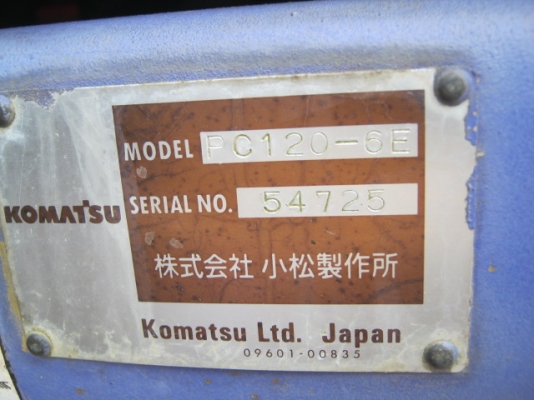 MODEL PC120-6E
KOMATSU
SERIAL NO. 54725
株式会社 小松製作所
Komatsu Ltd. Japan
09601-00835